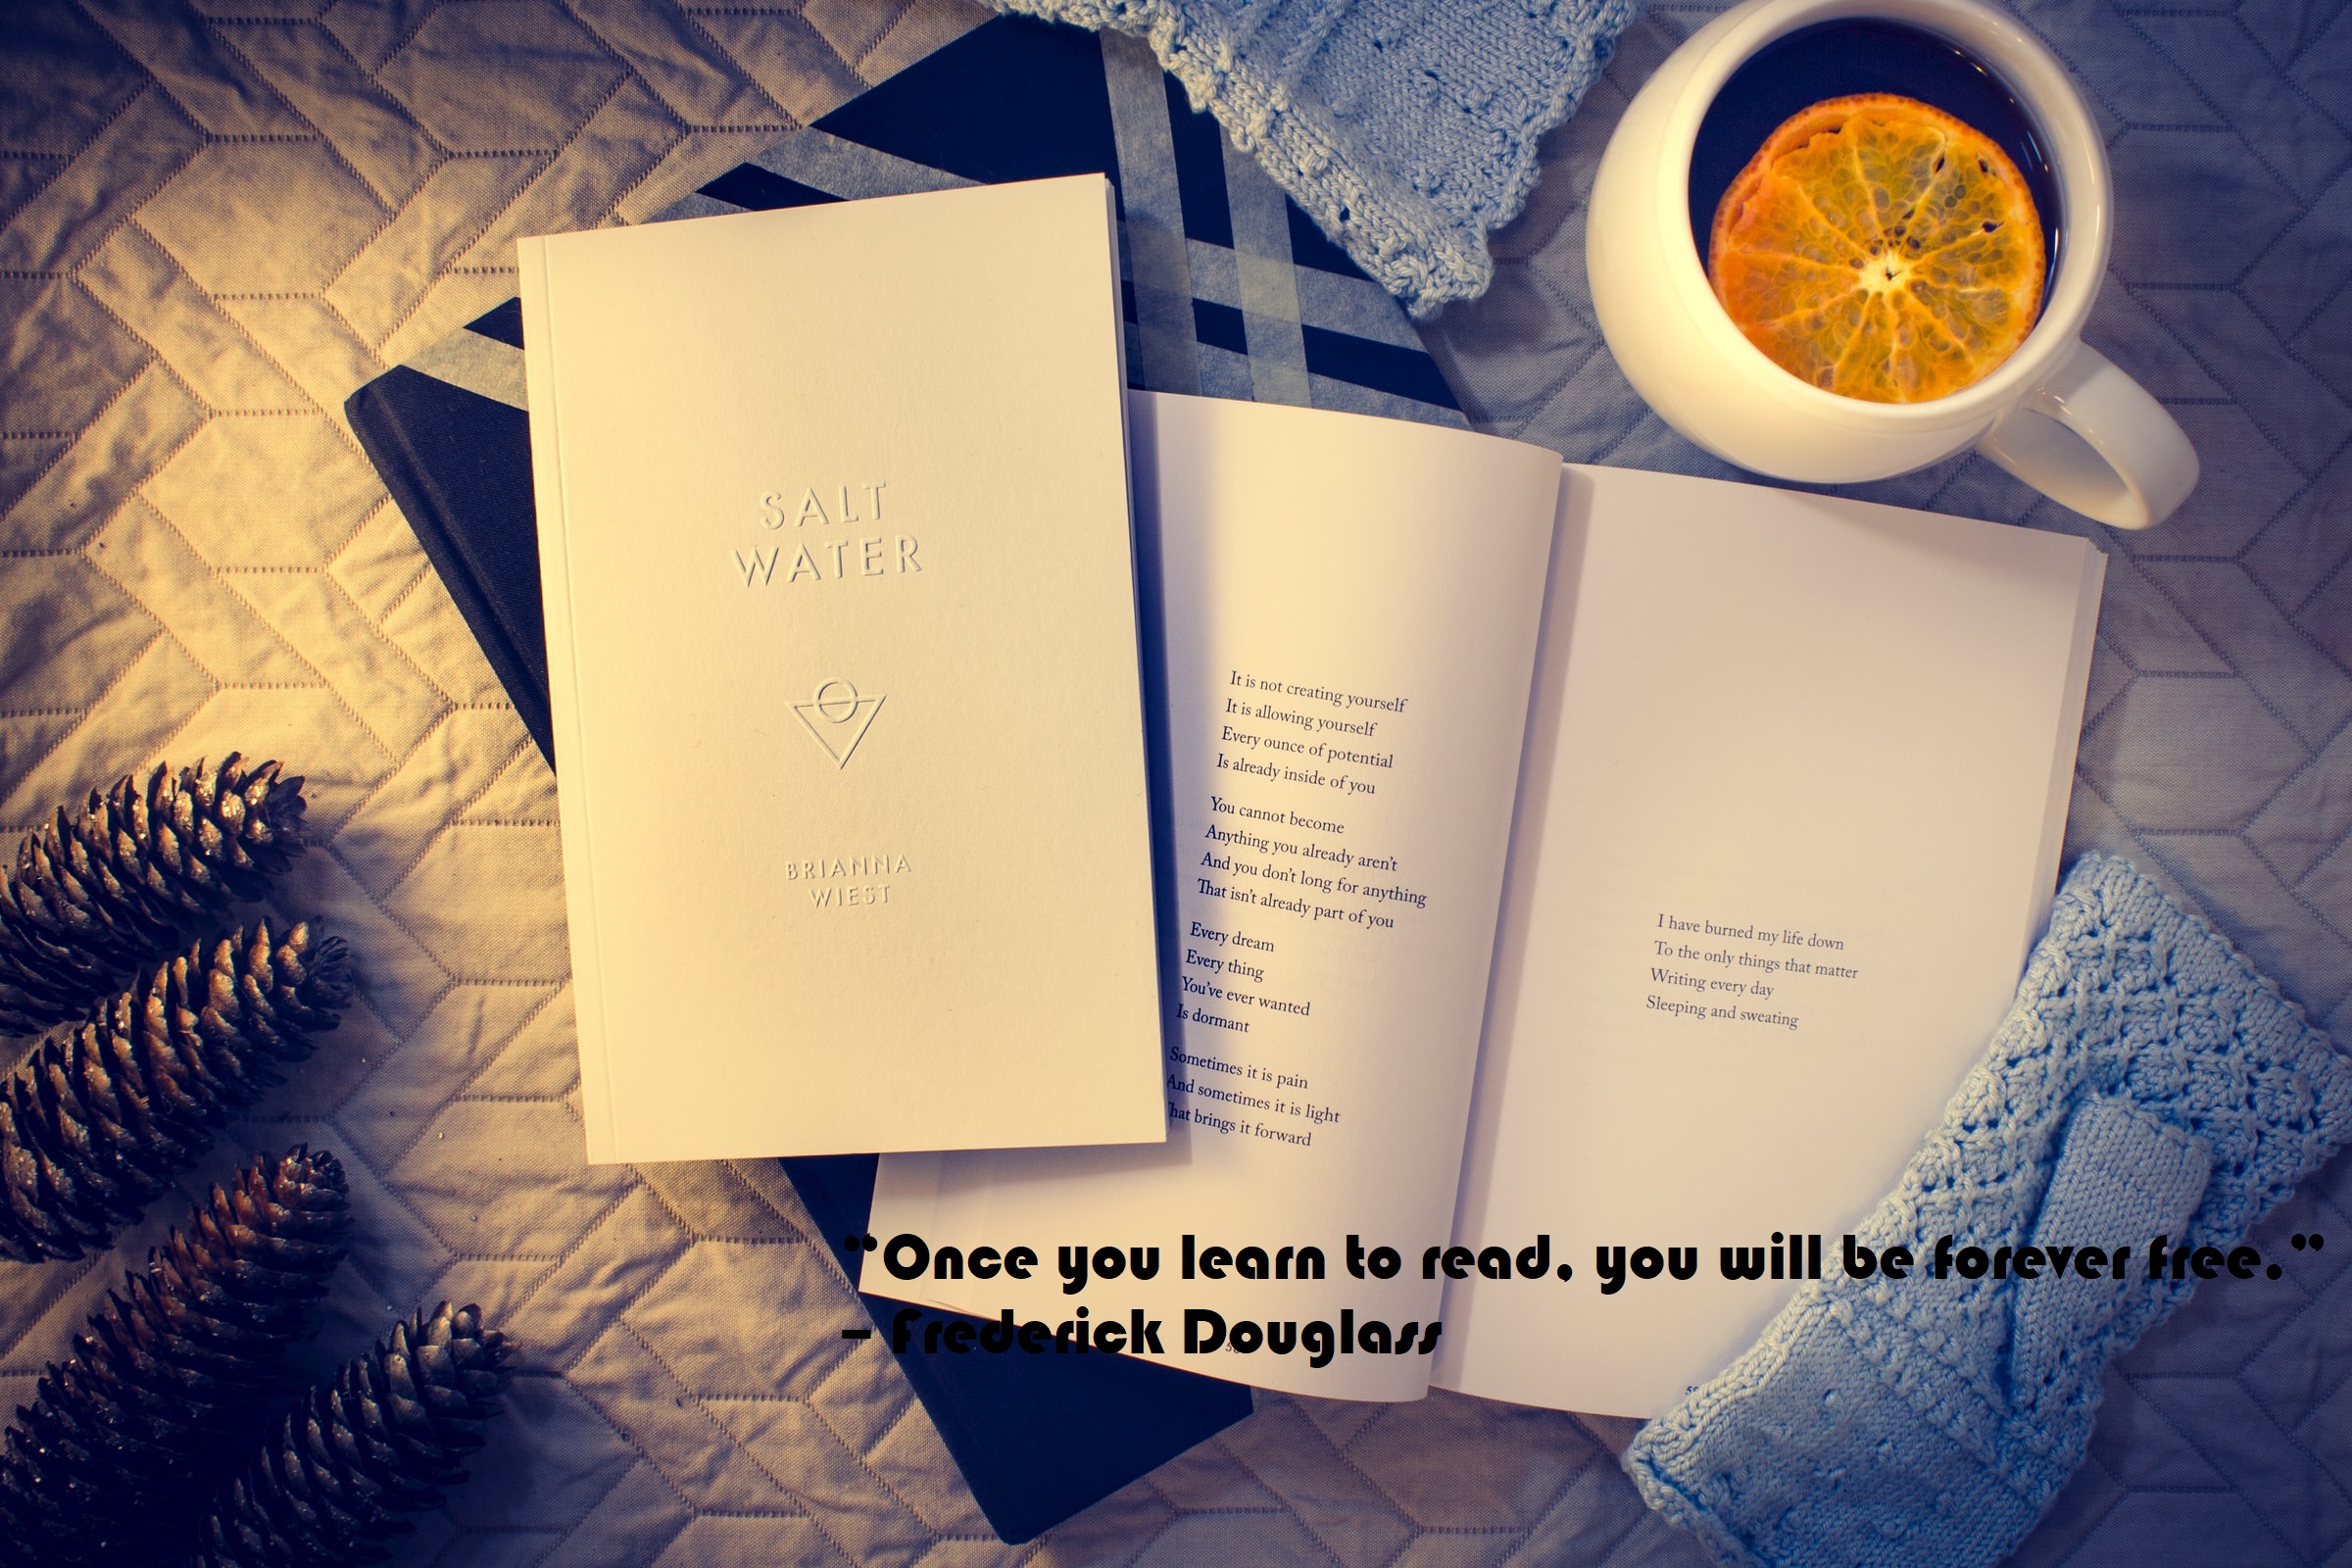 SALT
WATER
BRIANNA
WIEST
It is not creating yourself
It is allowing yourself
Every ounce of potential
Is already inside of you
You cannot become
Anything you already aren't
And you don't long for anything
That isn't already part of you
Every dream
Every thing
You've ever wanted
Is dormant
Sometimes it is pain
And sometimes it is light
That brings it forward
I have burned my life down
To the only things that matter
Writing every day
Sleeping and sweating
“Once you learn to read, you will be forever free.”
– Frederick Douglass